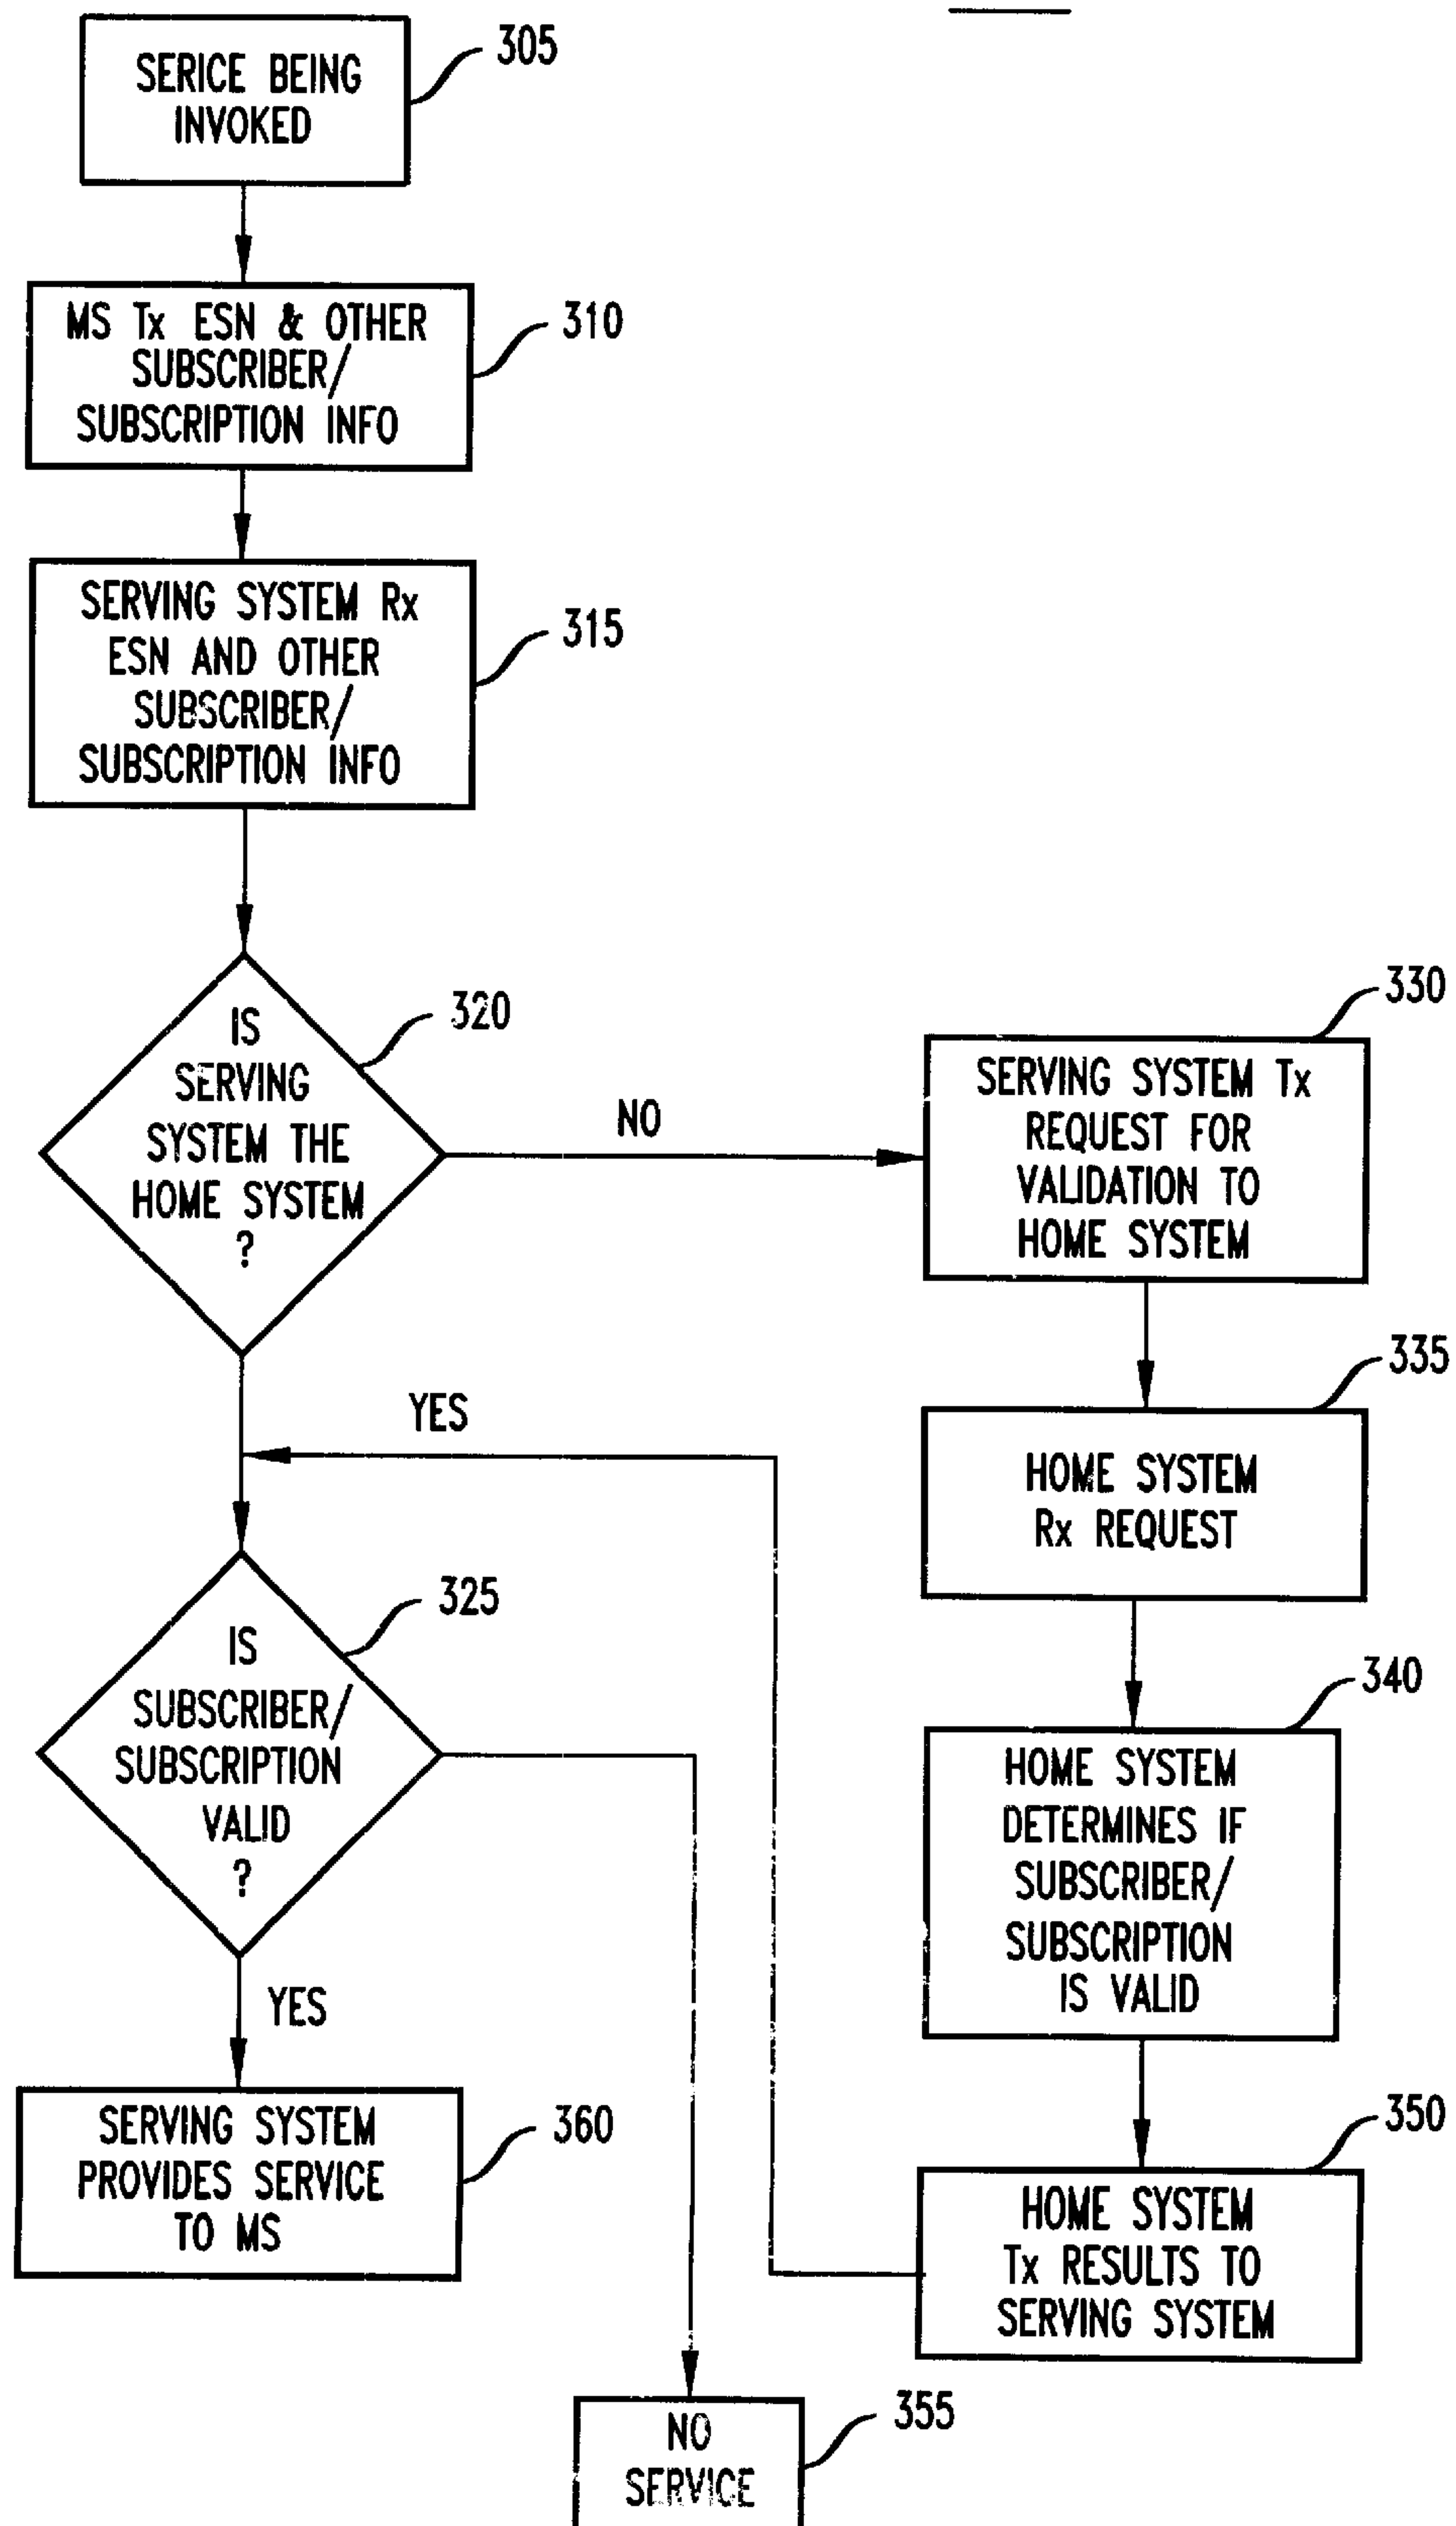 SERICE BEING
INVOKED
305
MS Tx ESN & OTHER
SUBSCRIBER/
SUBSCRIPTION INFO
310
SERVING SYSTEM Rx
ESN AND OTHER
SUBSCRIBER/
SUBSCRIPTION INFO
315
IS
SERVING
SYSTEM THE
HOME SYSTEM
?
320
NO
330
SERVING SYSTEM Tx
REQUEST FOR
VALIDATION TO
HOME SYSTEM
335
HOME SYSTEM
Rx REQUEST
YES
IS
SUBSCRIBER/
SUBSCRIPTION
VALID
?
325
340
HOME SYSTEM
DETERMINES IF
SUBSCRIBER/
SUBSCRIPTION
IS VALID
YES
SERVING SYSTEM
PROVIDES SERVICE
TO MS
360
350
HOME SYSTEM
Tx RESULTS TO
SERVING SYSTEM
NO
SERVICE
355